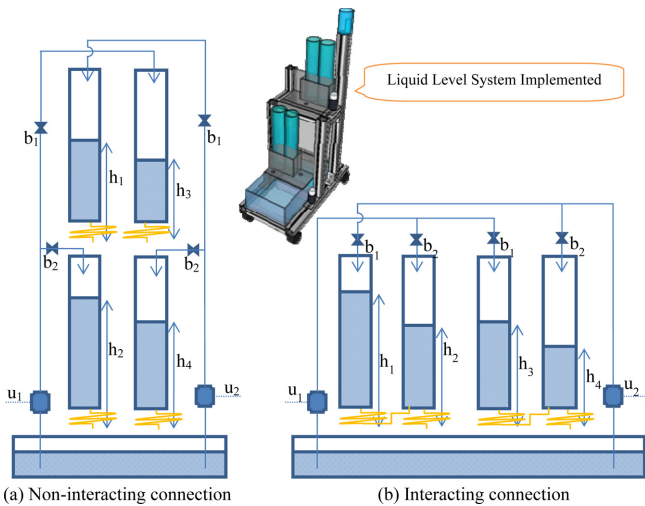 Liquid Level System Implemented
b1
b1
h1
h3
b2
b2
h2
h4
u1
u2
(a) Non-interacting connection
b1
b2
b1
b2
h1
h2
h3
h4
u1
u2
(b) Interacting connection